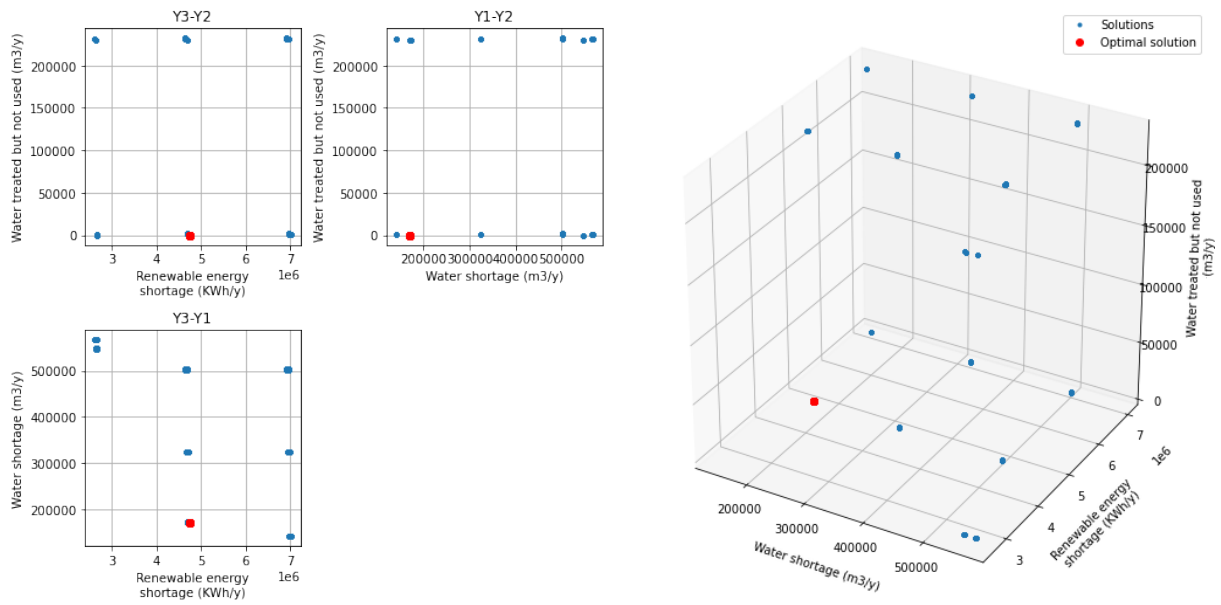 Y3-Y2
Water treated but not used (m3/y)
200000
150000
100000
50000
0
3
4
5
6
7
1e6
Renewable energy
shortage (KWh/y)
Y1-Y2
Water treated but not used (m3/y)
200000
150000
100000
50000
0
200000
300000
400000
500000
Water shortage (m3/y)
Y3-Y1
Water shortage (m3/y)
500000
400000
300000
200000
3
4
5
6
7
1e6
Renewable energy
shortage (KWh/y)
Solutions
Optimal solution
200000
150000
100000
50000
0
Water treated but not used
(m3/y)
7
6
5
4
3
1e6
Renewable energy
shortage (KWh/y)
200000
300000
400000
500000
Water shortage (m3/y)